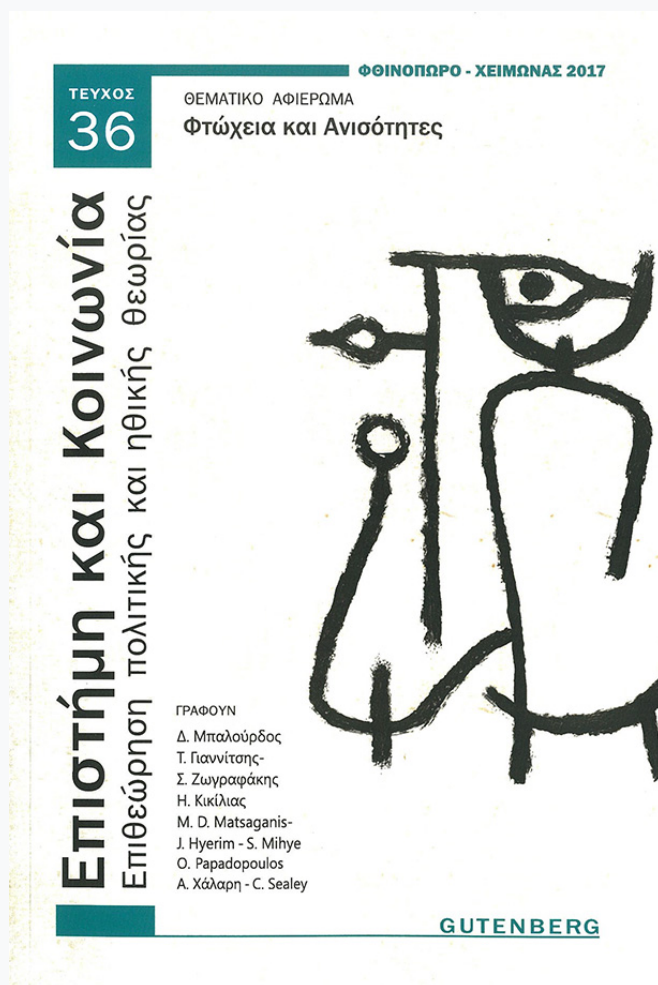 ΦΘΙΝΟΠΩΡΟ - ΧΕΙΜΩΝΑΣ 2017
ΤΕΥΧΟΣ
36
ΘΕΜΑΤΙΚΟ ΑΦΙΕΡΩΜΑ
Φτώχεια και Ανισότητες
Επιστήμη και Κοινωνία
Επιθεώρηση πολιτικής και ηθικής θεωρίας
ΓΡΑΦΟΥΝ
Δ. Μπαλούρδος
Τ. Γιαννίτσης-
Σ. Ζωγραφάκης
Η. Κικίλιας
M. D. Matsaganis-
J. Hyerim - S. Mihye
O. Papadopoulos
Α. Χάλαρη - C. Sealey
GUTENBERG